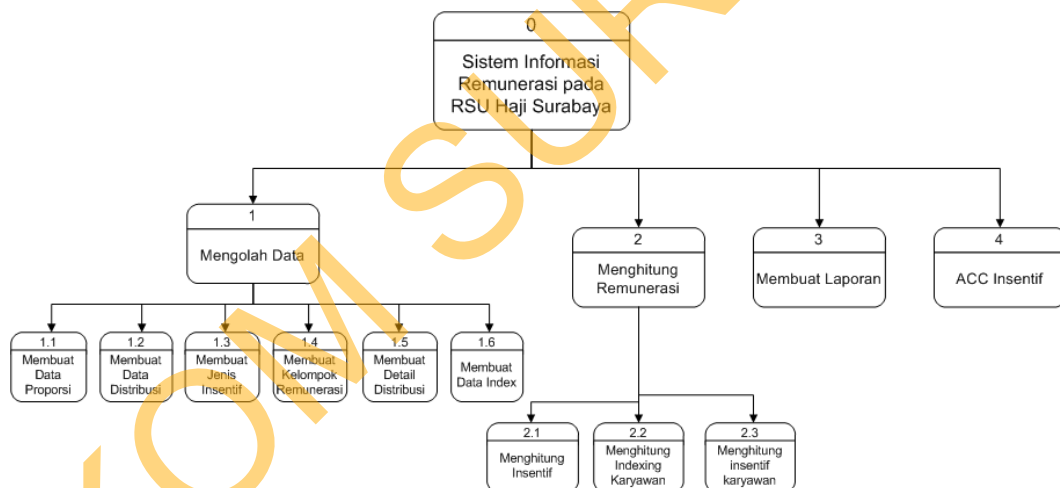 0
Sistem Informasi
Remunerasi pada
RSU Haji Surabaya
1
Mengolah Data
2
Menghitung
Remunerasi
3
Membuat Laporan
4
ACC Insentif
1.1
Membuat
Data
Proporsi
1.2
Membuat
Data
Distribusi
1.3
Membuat
Jenis
Insentif
1.4
Membuat
Kelompok
Remunerasi
1.5
Membuat
Detail
Distribusi
1.6
Membuat
Data Index
2.1
Menghitung
Insentif
2.2
Menghitung
Indexing
Karyawan
2.3
Menghitung
insentif
karyawan
KOM SUR